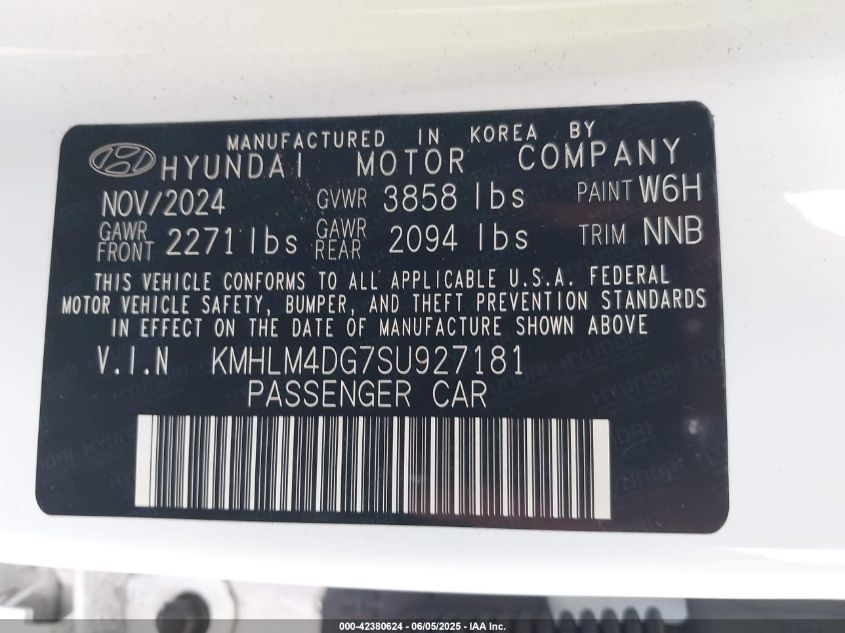 MANUFACTURED IN KOREA BY
HYUNDAI MOTOR COMPANY
NOV/2024 GVWR 3858 lbs PAINT W6H
GAWR FRONT 2271 lbs GAWR REAR 2094 lbs TRIM NNB
THIS VEHICLE CONFORMS TO ALL APPLICABLE U.S.A. FEDERAL
MOTOR VEHICLE SAFETY, BUMPER, AND THEFT PREVENTION STANDARDS
IN EFFECT ON THE DATE OF MANUFACTURE SHOWN ABOVE
V.I.N KMHLM4DG7SU927181
PASSENGER CAR
000-42380624 - 06/05/2025 - IAA Inc.